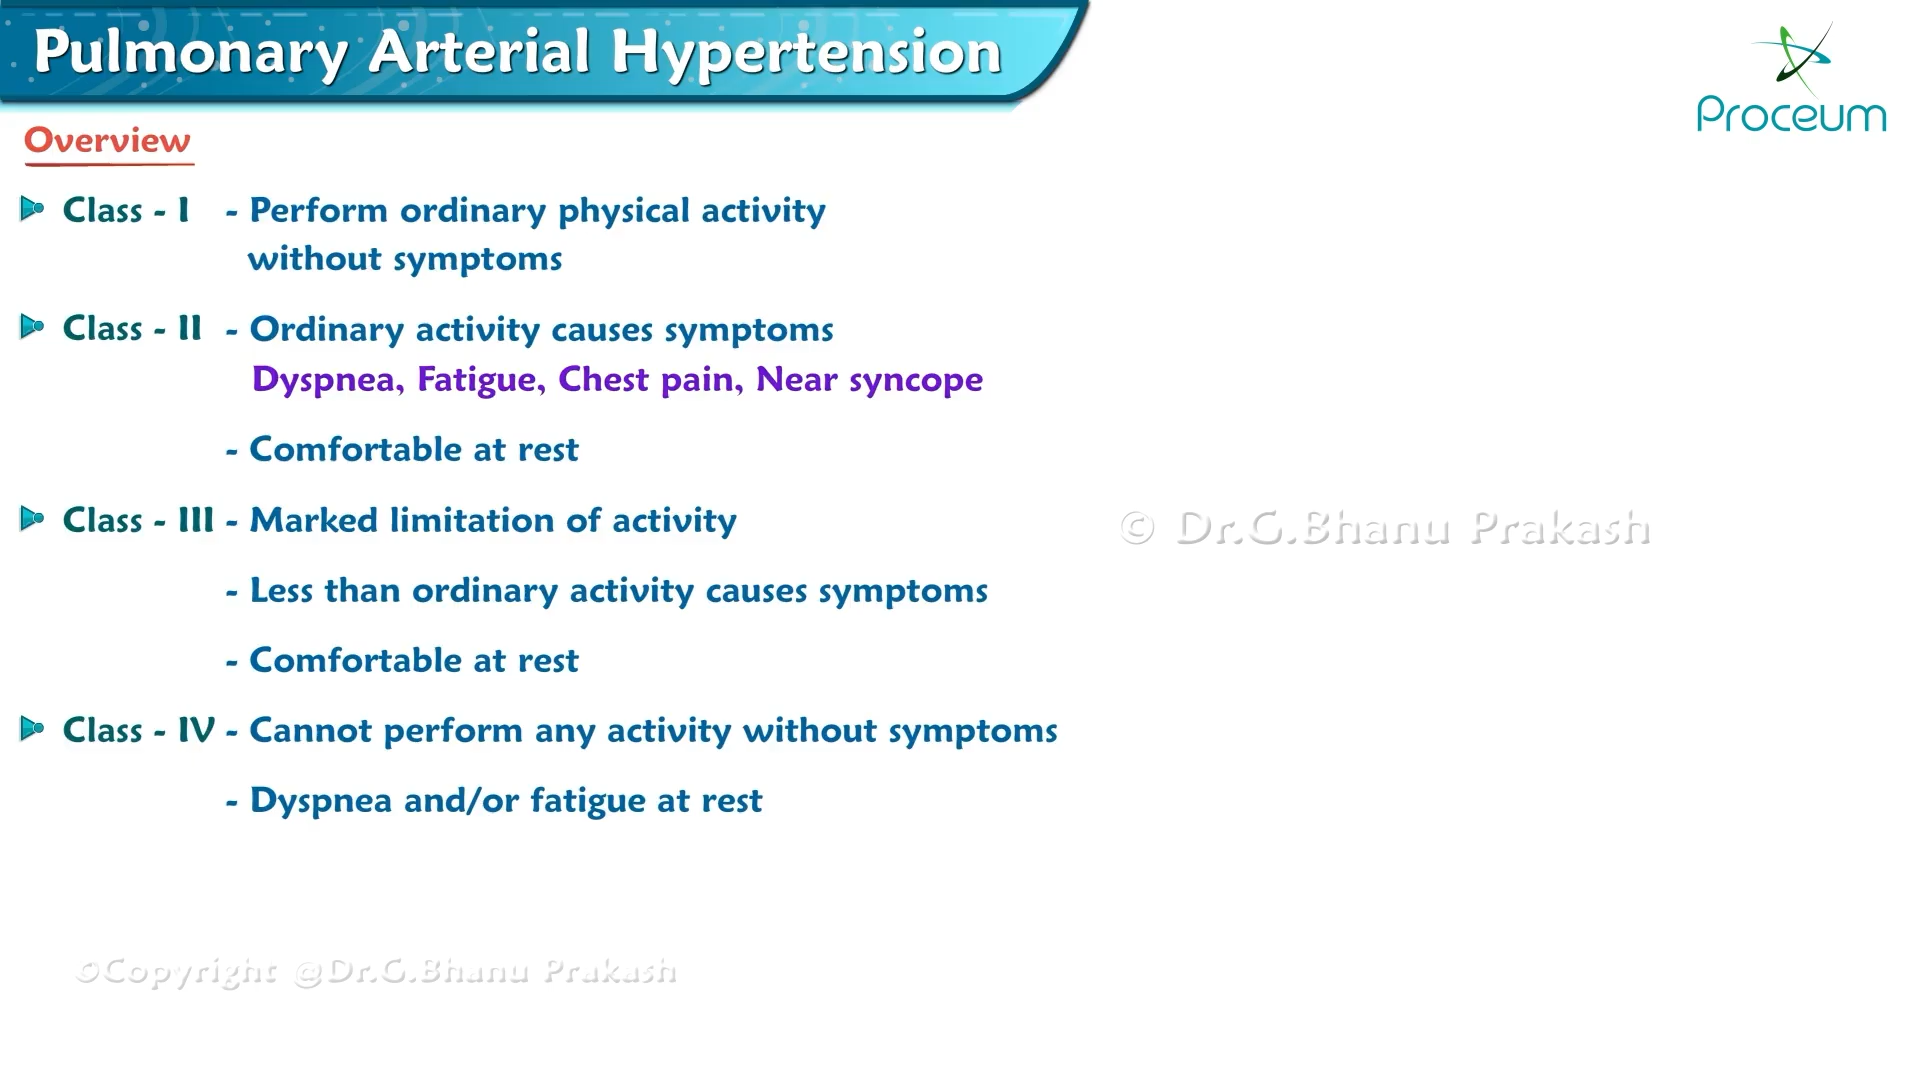 Pulmonary Arterial Hypertension
Proceum
Overview
Class - I - Perform ordinary physical activity
without symptoms
Class - II - Ordinary activity causes symptoms
Dyspnea, Fatigue, Chest pain, Near syncope
- Comfortable at rest
Class - III - Marked limitation of activity
© Dr.G.Bhanu Prakash
- Less than ordinary activity causes symptoms
- Comfortable at rest
Class - IV - Cannot perform any activity without symptoms
- Dyspnea and/or fatigue at rest
©Copyright @Dr.G.Bhanu Prakash